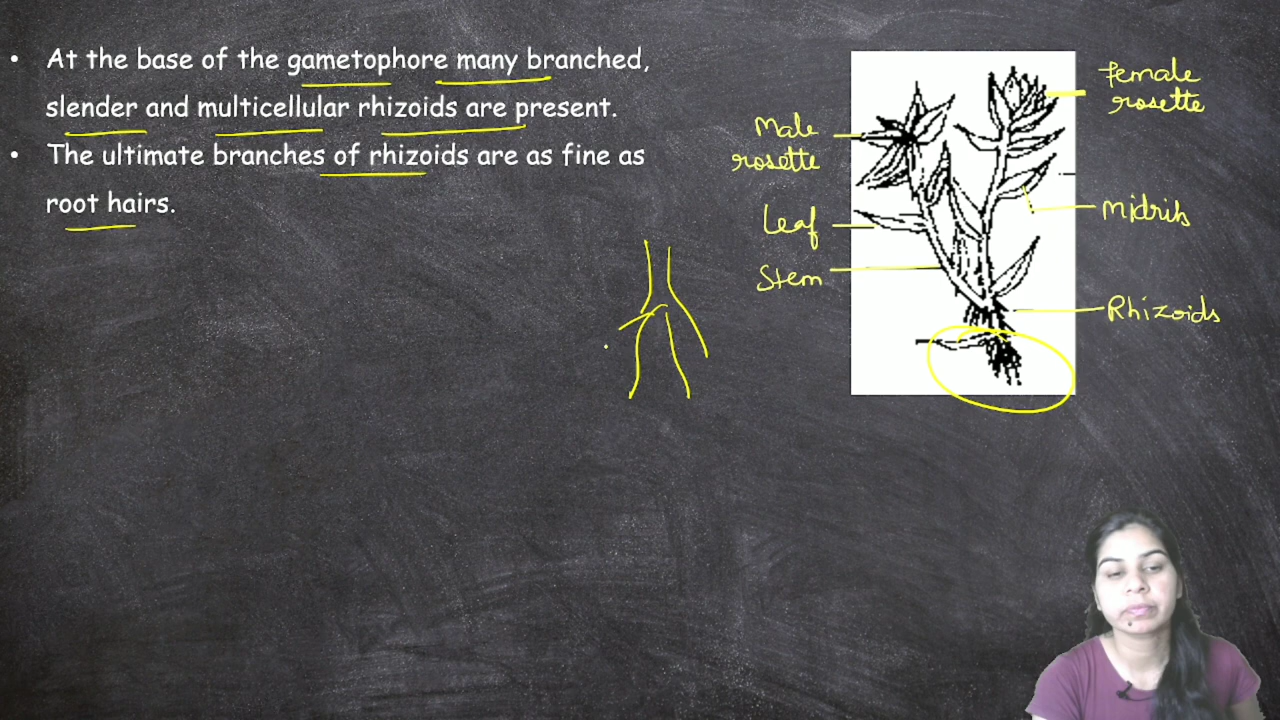 • At the base of the gametophore many branched,
slender and multicellular rhizoids are present.
• The ultimate branches of rhizoids are as fine as
root hairs.
Female
rosette
Male
rosette
Leaf
Midrib
Stem
Rhizoids